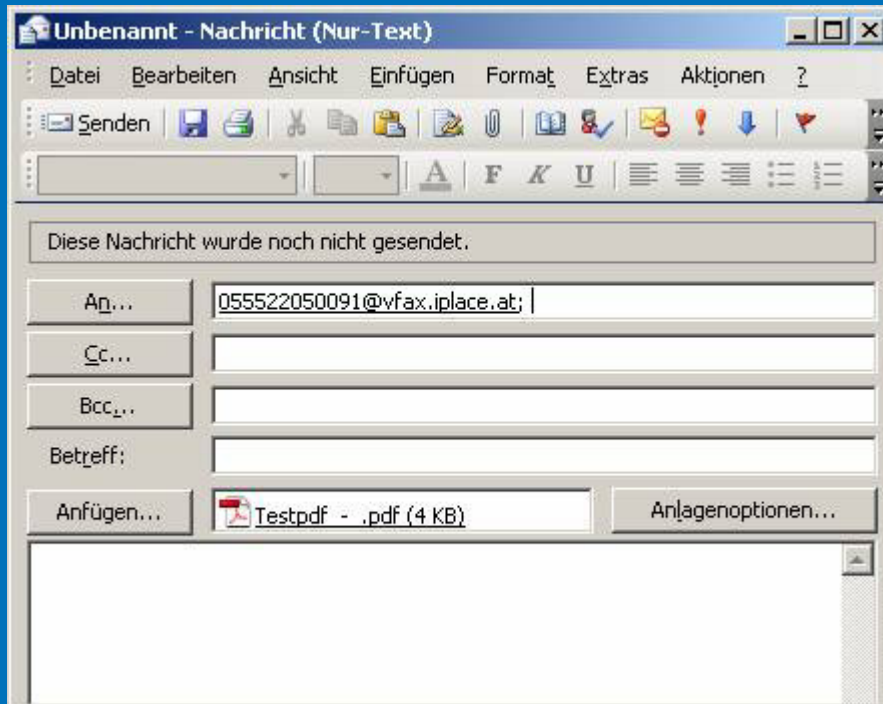 Unbenannt - Nachricht (Nur-Text)
Datei Bearbeiten Ansicht Einfügen Format Extras Aktionen ?
Senden
A F K U
Diese Nachricht wurde noch nicht gesendet.
An... 055522050091@vfax.iplace.at;
Cc...
Bcc...
Betreff:
Anfügen... Testpdf - .pdf (4 KB) Anlagenoptionen...